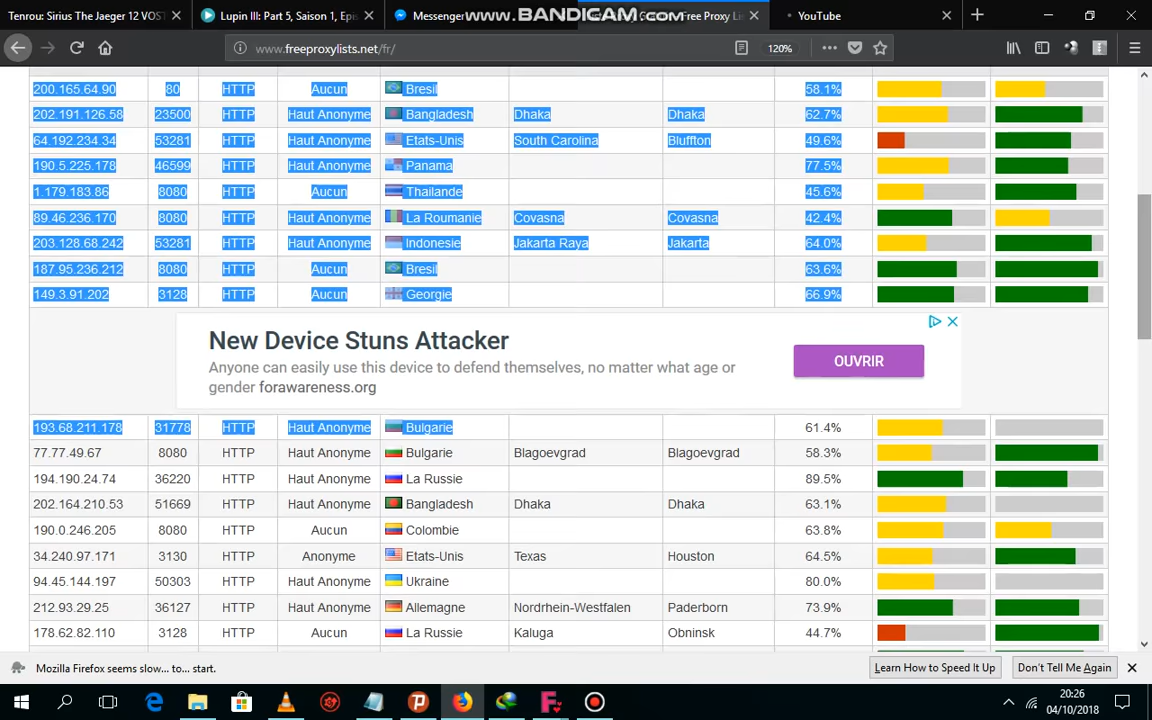 Tenrou: Sirius The Jaeger 12 VOST
Lupin III: Part 5, Saison 1, Epis
Messenger
www.BANDICAM.com
Free Proxy Li
YouTube
www.freeproxylists.net/fr/
120%
200.165.64.90 80 HTTP Aucun Bresil 58.1%
202.191.126.58 23500 HTTP Haut Anonyme Bangladesh Dhaka Dhaka 62.7%
64.192.234.34 53281 HTTP Haut Anonyme Etats-Unis South Carolina Bluffton 49.6%
190.5.225.178 46599 HTTP Haut Anonyme Panama 77.5%
1.179.183.86 8080 HTTP Aucun Thailande 45.6%
89.46.236.170 8080 HTTP Haut Anonyme La Roumanie Covasna Covasna 42.4%
203.128.68.242 53281 HTTP Haut Anonyme Indonesie Jakarta Raya Jakarta 64.0%
187.95.236.212 8080 HTTP Aucun Bresil 63.6%
149.3.91.202 3128 HTTP Aucun Georgie 66.9%
New Device Stuns Attacker
Anyone can easily use this device to defend themselves, no matter what age or
gender forawareness.org
OUVRIR
193.68.211.178 31778 HTTP Haut Anonyme Bulgarie 61.4%
77.77.49.67 8080 HTTP Haut Anonyme Bulgarie Blagoevgrad Blagoevgrad 58.3%
194.190.24.74 36220 HTTP Haut Anonyme La Russie 89.5%
202.164.210.53 51669 HTTP Haut Anonyme Bangladesh Dhaka Dhaka 63.1%
190.0.246.205 8080 HTTP Aucun Colombie 63.8%
34.240.97.171 3130 HTTP Anonyme Etats-Unis Texas Houston 64.5%
94.45.144.197 50303 HTTP Haut Anonyme Ukraine 80.0%
212.93.29.25 36127 HTTP Haut Anonyme Allemagne Nordrhein-Westfalen Paderborn 73.9%
178.62.82.110 3128 HTTP Aucun La Russie Kaluga Obninsk 44.7%
Mozilla Firefox seems slow... to... start.
Learn How to Speed It Up
Don't Tell Me Again
20:26
04/10/2018